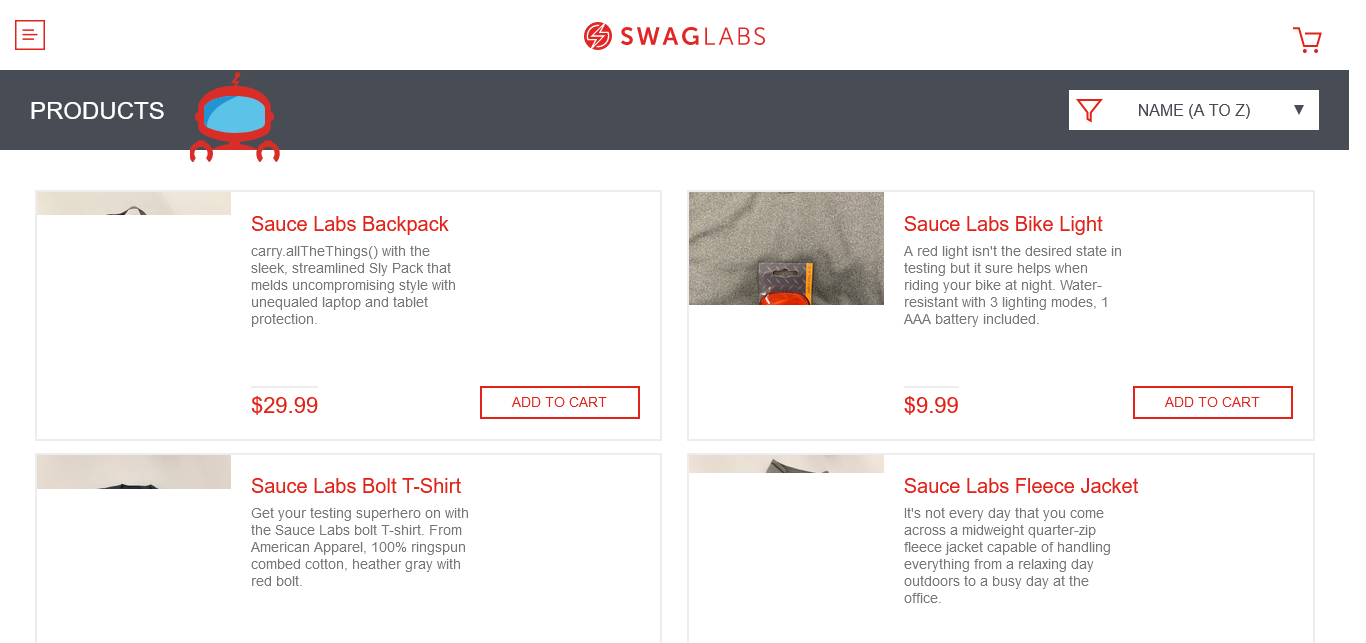 SWAGLABS
PRODUCTS
NAME (A TO Z)
Sauce Labs Backpack
carry.allTheThings() with the
sleek, streamlined Sly Pack that
melds uncompromising style with
unequaled laptop and tablet
protection.
$29.99
ADD TO CART
Sauce Labs Bike Light
A red light isn't the desired state in
testing but it sure helps when
riding your bike at night. Water-
resistant with 3 lighting modes, 1
AAA battery included.
$9.99
ADD TO CART
Sauce Labs Bolt T-Shirt
Get your testing superhero on with
the Sauce Labs bolt T-shirt. From
American Apparel, 100% ringspun
combed cotton, heather gray with
red bolt.
Sauce Labs Fleece Jacket
It's not every day that you come
across a midweight quarter-zip
fleece jacket capable of handling
everything from a relaxing day
outdoors to a busy day at the
office.